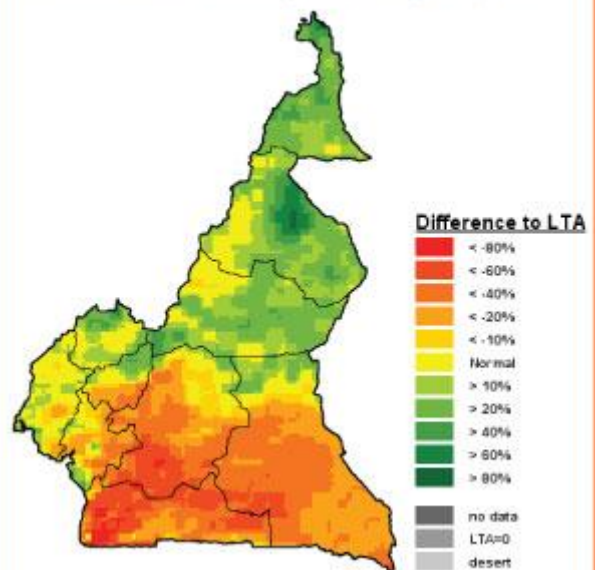 Difference to LTA
< -80%
< -60%
< -40%
< -20%
< -10%
Normal
> 10%
> 20%
> 40%
> 60%
> 80%
no data
LTA=0
desert